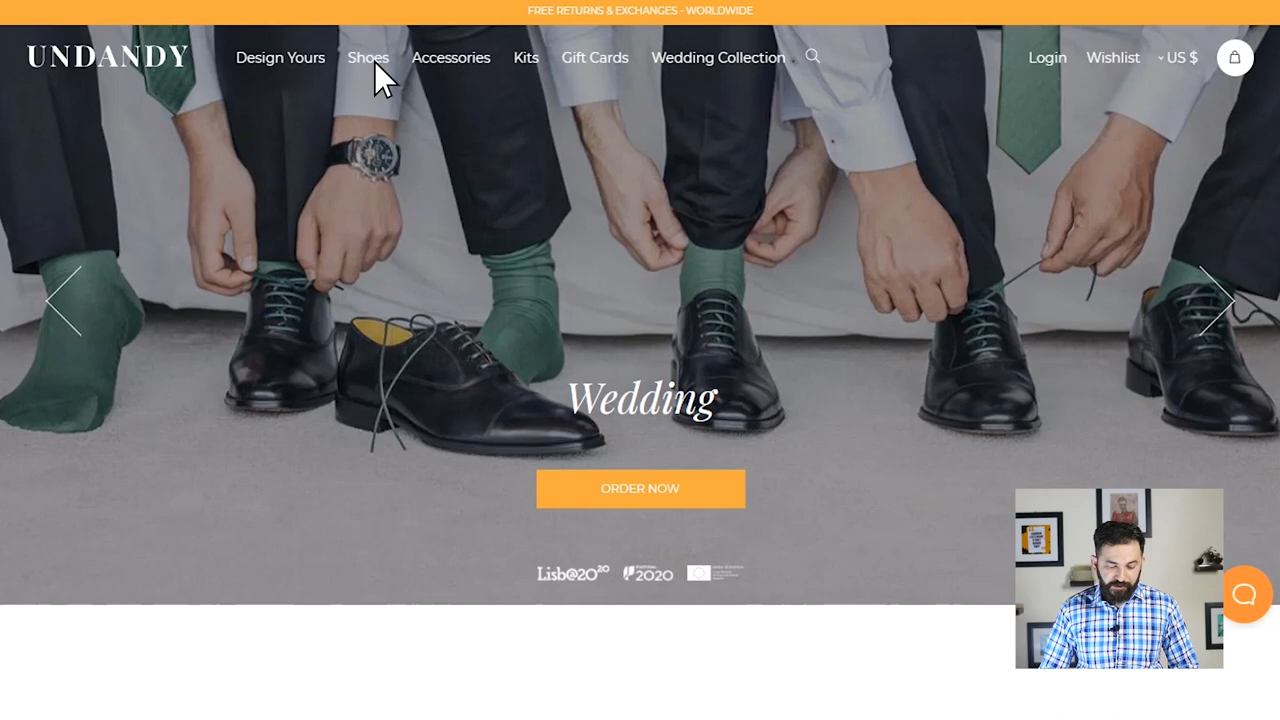 FREE RETURNS & EXCHANGES - WORLDWIDE
UNDANDY
Design Yours
Shoes
Accessories
Kits
Gift Cards
Wedding Collection
Login
Wishlist
US $
Wedding
ORDER NOW
Lisb@20²⁰
2020